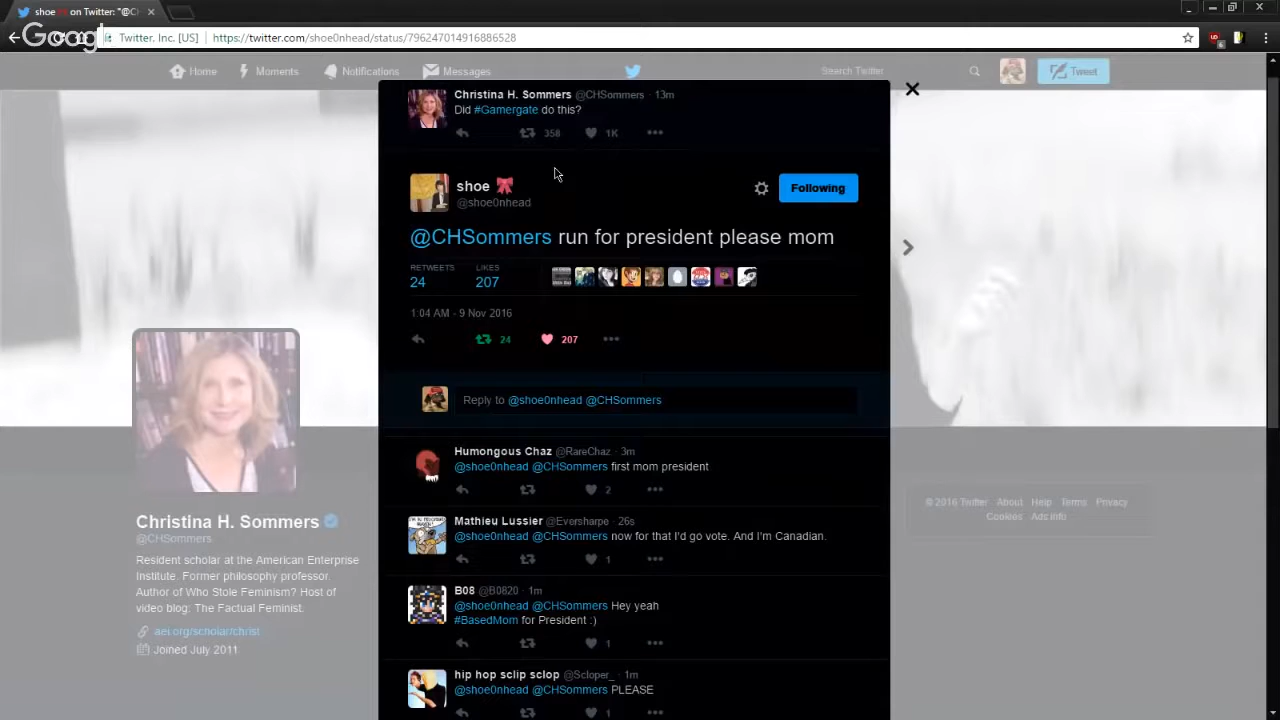 shoe on Twitter: "@Cl
Google
Twitter, Inc. [US] https://twitter.com/shoe0nhead/status/796247014916886528
Home Moments Notifications Messages Search Twitter Tweet
Christina H. Sommers @CHSommers · 13m
Did #Gamergate do this?
358 1K
shoe
@shoe0nhead
Following
@CHSommers run for president please mom
RETWEETS LIKES
24 207
1:04 AM - 9 Nov 2016
24 207
Reply to @shoe0nhead @CHSommers
Humongous Chaz @RareChaz · 3m
@shoe0nhead @CHSommers first mom president
2
Mathieu Lussier @Eversharpe · 26s
@shoe0nhead @CHSommers now for that I'd go vote. And I'm Canadian.
1
B08 @B0820 · 1m
@shoe0nhead @CHSommers Hey yeah
#BasedMom for President :)
1
hip hop sclip sclop @Scloper_ · 1m
@shoe0nhead @CHSommers PLEASE
1
Christina H. Sommers
@CHSommers
Resident scholar at the American Enterprise
Institute. Former philosophy professor.
Author of Who Stole Feminism? Host of
video blog: The Factual Feminist.
aei.org/scholar/christ
Joined July 2011
© 2016 Twitter About Help Terms Privacy
Cookies Ads info